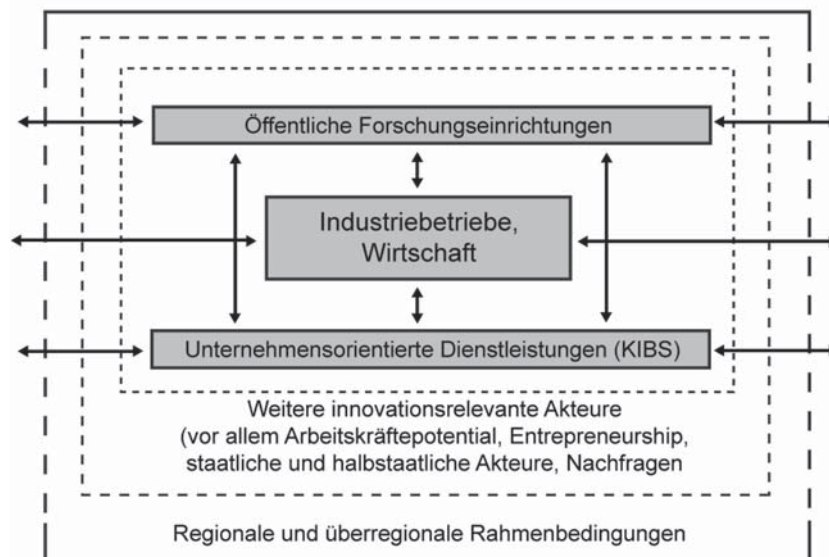 Öffentliche Forschungseinrichtungen
Industriebetriebe,
Wirtschaft
Unternehmensorientierte Dienstleistungen (KIBS)
Weitere innovationsrelevante Akteure
(vor allem Arbeitskräftepotential, Entrepreneurship,
staatliche und halbstaatliche Akteure, Nachfragen
Regionale und überregionale Rahmenbedingungen